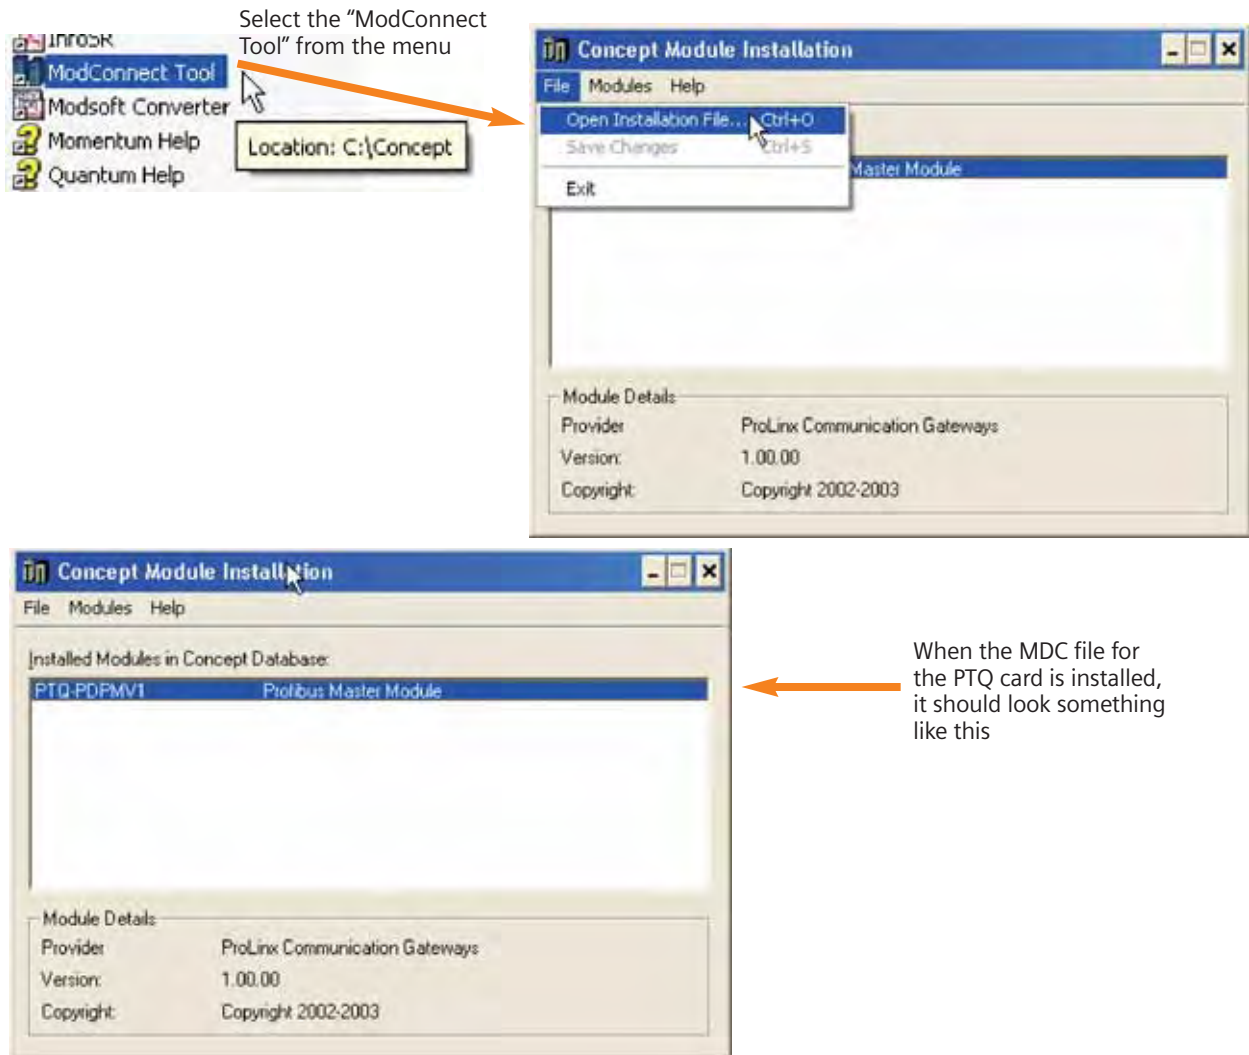 Select the “ModConnect
Tool” from the menu
InfoSR
ModConnect Tool
Modsoft Converter
Momentum Help
Quantum Help
Location: C:\Concept
Concept Module Installation
File Modules Help
Open Installation File... Ctrl+O
Save Changes Ctrl+S
Exit
Master Module
Module Details
Provider ProLinx Communication Gateways
Version: 1.00.00
Copyright: Copyright 2002-2003
Concept Module Installation
File Modules Help
Installed Modules in Concept Database:
PTQ-PDPMV1 Profibus Master Module
Module Details
Provider ProLinx Communication Gateways
Version: 1.00.00
Copyright: Copyright 2002-2003
When the MDC file for
the PTQ card is installed,
it should look something
like this